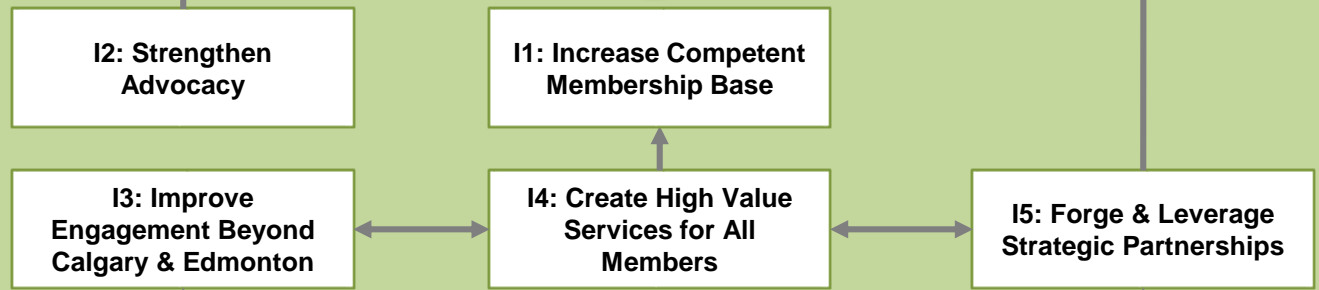 I2: Strengthen
Advocacy
I1: Increase Competent
Membership Base
I3: Improve
Engagement Beyond
Calgary & Edmonton
I4: Create High Value
Services for All
Members
I5: Forge & Leverage
Strategic Partnerships